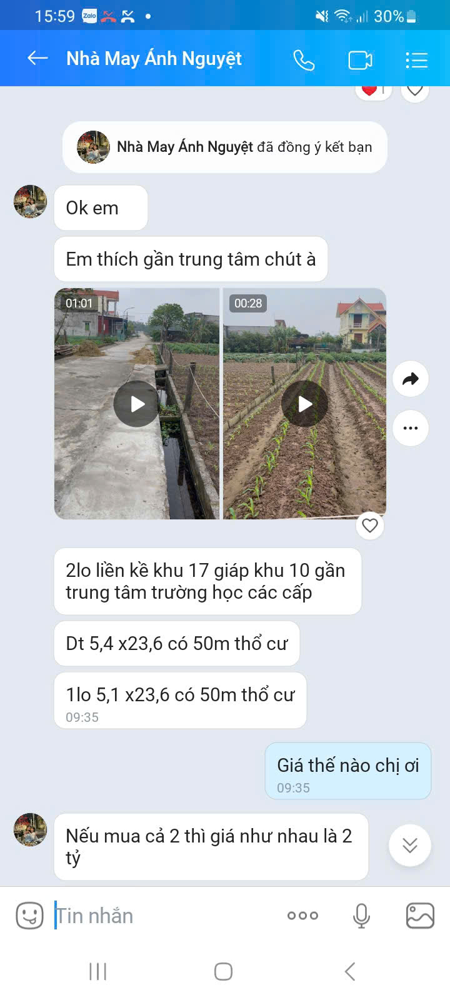 15:59 Zalo 30%
Nhà May Ánh Nguyệt
1
Nhà May Ánh Nguyệt đã đồng ý kết bạn
Ok em
Em thích gần trung tâm chút à
01:01 00:28
2lo liền kề khu 17 giáp khu 10 gần
trung tâm trường học các cấp
Dt 5,4 x23,6 có 50m thổ cư
1lo 5,1 x23,6 có 50m thổ cư
09:35
Giá thế nào chị ơi
09:35
Nếu mua cả 2 thì giá như nhau là 2
tỷ
Tin nhắn